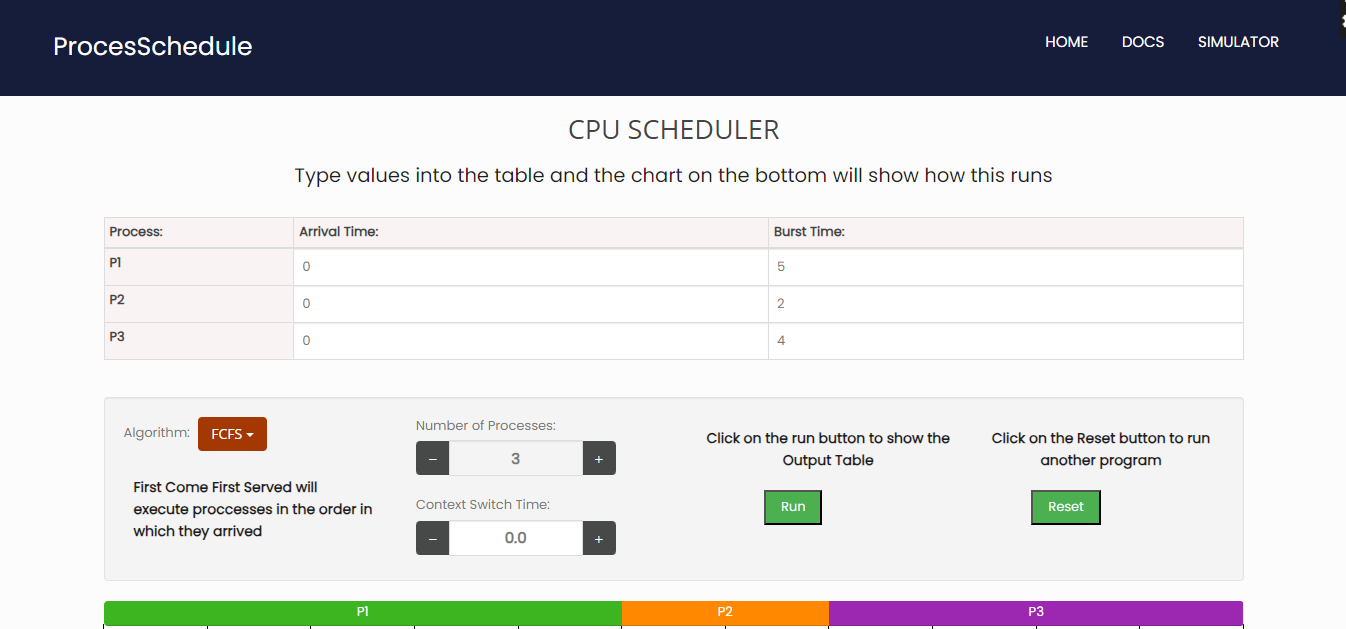 ProcesSchedule
HOME DOCS SIMULATOR
CPU SCHEDULER
Type values into the table and the chart on the bottom will show how this runs
Process: Arrival Time: Burst Time:
P1 0 5
P2 0 2
P3 0 4
Algorithm: FCFS
First Come First Served will
execute proccesses in the order in
which they arrived
Number of Processes:
– 3 +
Context Switch Time:
– 0.0 +
Click on the run button to show the
Output Table
Run
Click on the Reset button to run
another program
Reset
P1 P2 P3